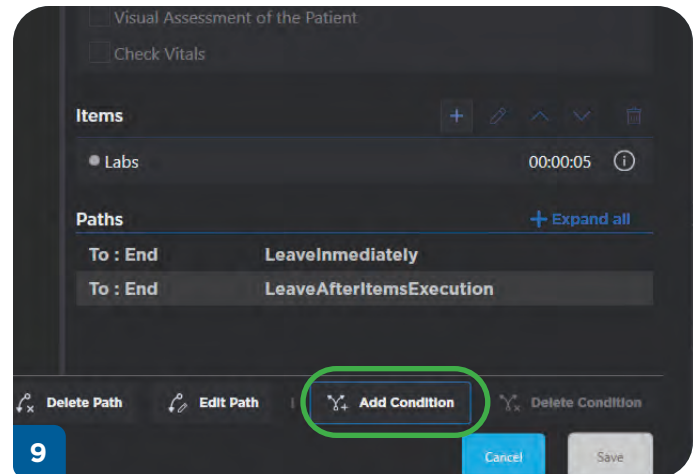 Visual Assessment of the Patient
Check Vitals
Items
Labs 00:00:05
Paths Expand all
To : End LeaveInmediately
To : End LeaveAfterItemsExecution
Delete Path Edit Path Add Condition Delete Condition
9 Cancel Save